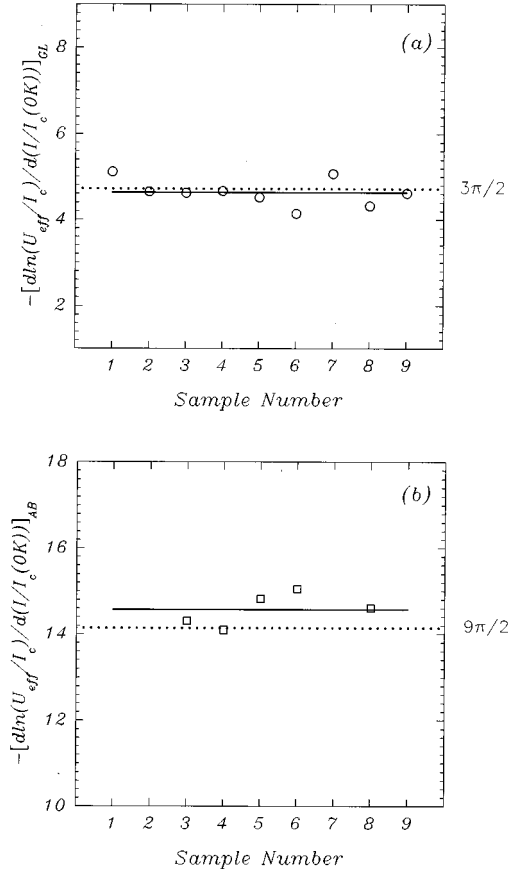 (a)
-[dln(U_eff/I_c)/d(I/I_c(0K))]_GL
8
6
4
2
3π/2
1 2 3 4 5 6 7 8 9
Sample Number
(b)
-[dln(U_eff/I_c)/d(I/I_c(0K))]_AB
18
16
14
12
10
9π/2
1 2 3 4 5 6 7 8 9
Sample Number